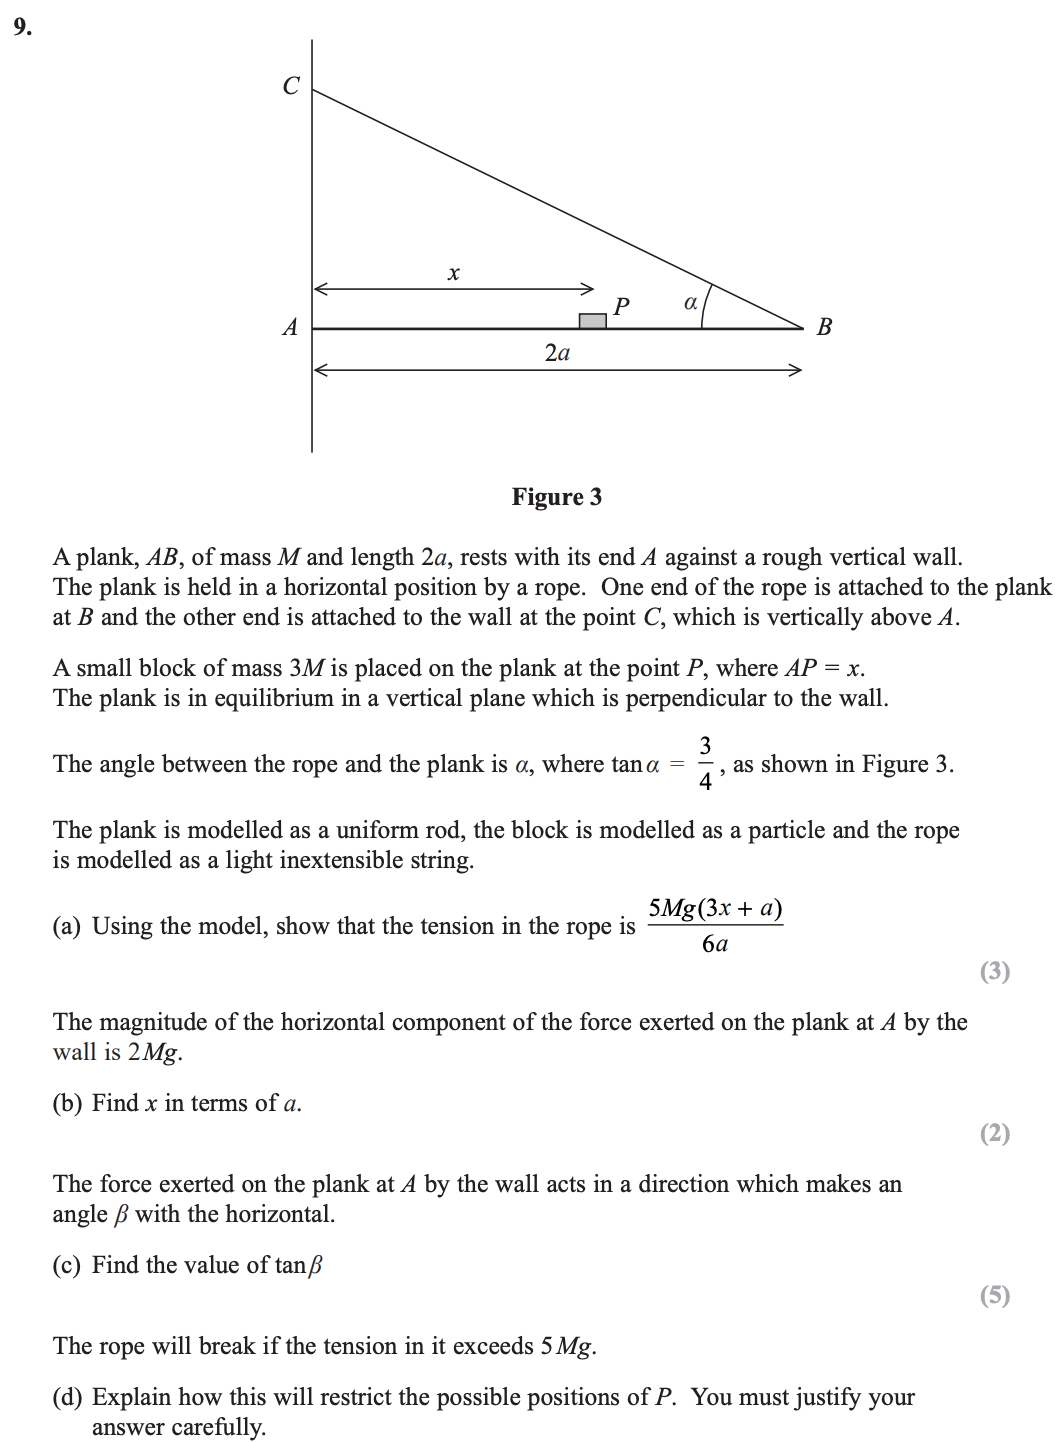 9.
C
x
P
α
A
B
2a
Figure 3
A plank, AB, of mass M and length 2a, rests with its end A against a rough vertical wall.
The plank is held in a horizontal position by a rope. One end of the rope is attached to the plank
at B and the other end is attached to the wall at the point C, which is vertically above A.
A small block of mass 3M is placed on the plank at the point P, where AP = x.
The plank is in equilibrium in a vertical plane which is perpendicular to the wall.
The angle between the rope and the plank is α, where tan α = 3/4, as shown in Figure 3.
The plank is modelled as a uniform rod, the block is modelled as a particle and the rope
is modelled as a light inextensible string.
(a) Using the model, show that the tension in the rope is 5Mg(3x + a)/6a
(3)
The magnitude of the horizontal component of the force exerted on the plank at A by the
wall is 2Mg.
(b) Find x in terms of a.
(2)
The force exerted on the plank at A by the wall acts in a direction which makes an
angle β with the horizontal.
(c) Find the value of tan β
(5)
The rope will break if the tension in it exceeds 5 Mg.
(d) Explain how this will restrict the possible positions of P. You must justify your
answer carefully.